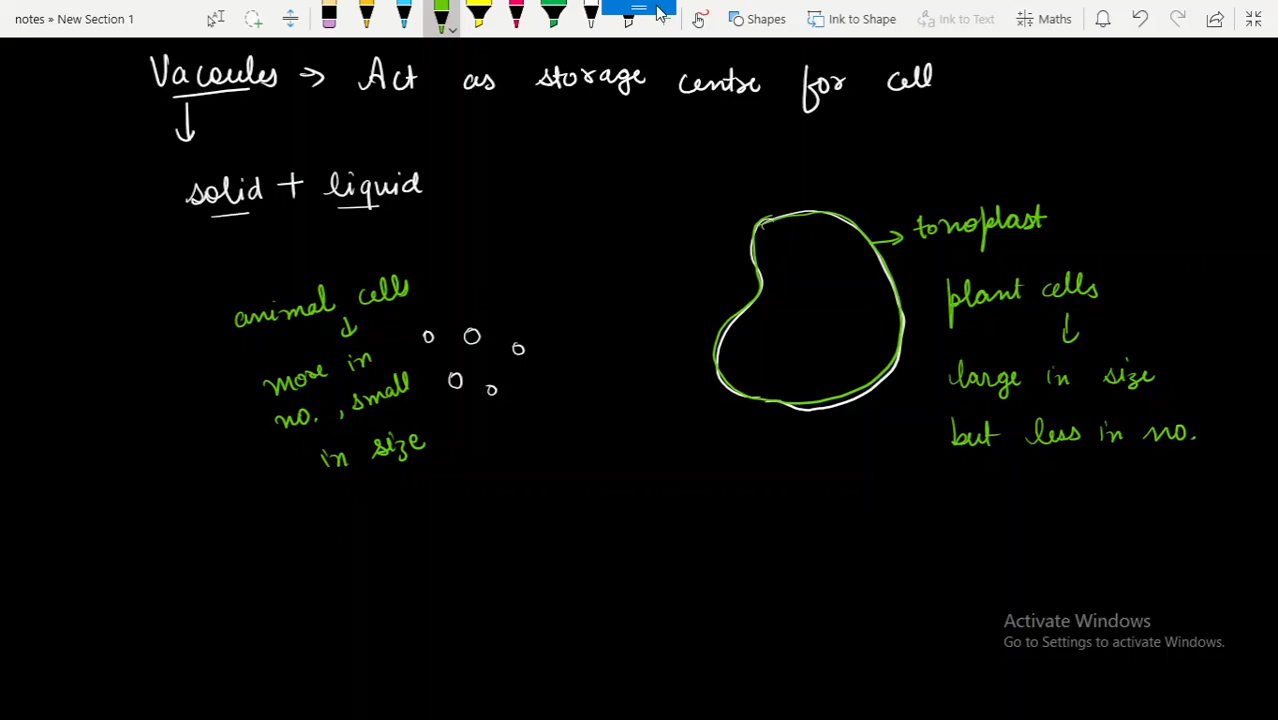 notes » New Section 1
Shapes
Ink to Shape
Ink to Text
Maths
Vacoules → Act as storage centre for cell
↓
solid + liquid
→ tonoplast
animal cells
↓
more in
no., small
in size
plant cells
↓
large in size
but less in no.
Activate Windows
Go to Settings to activate Windows.